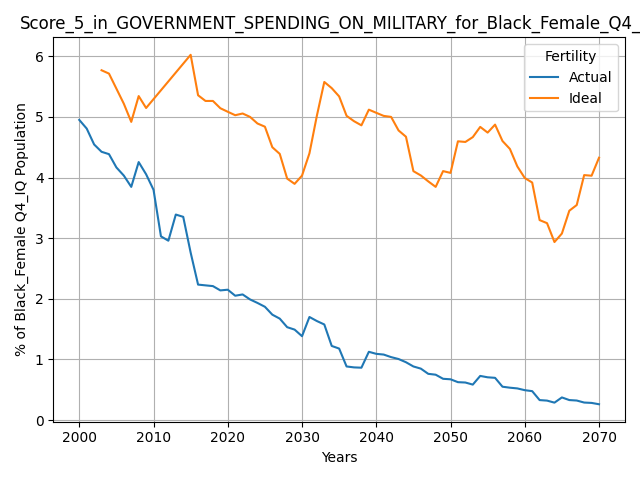 Score_5_in_GOVERNMENT_SPENDING_ON_MILITARY_for_Black_Female_Q4_
Fertility
Actual
Ideal
% of Black_Female Q4_IQ Population
6
5
4
3
2
1
0
2000 2010 2020 2030 2040 2050 2060 2070
Years